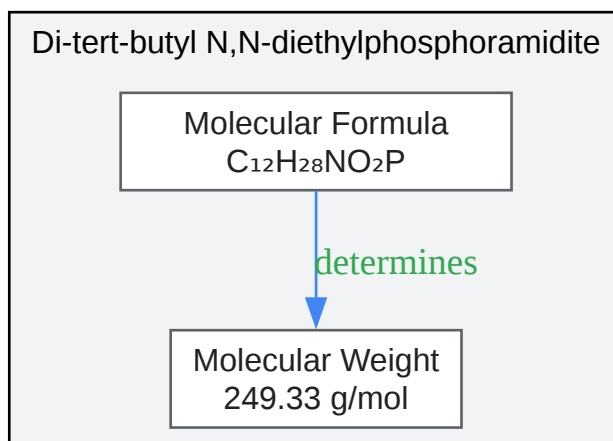 Di-tert-butyl N,N-diethylphosphoramidite
Molecular Formula
C₁₂H₂₈NO₂P
determines
Molecular Weight
249.33 g/mol